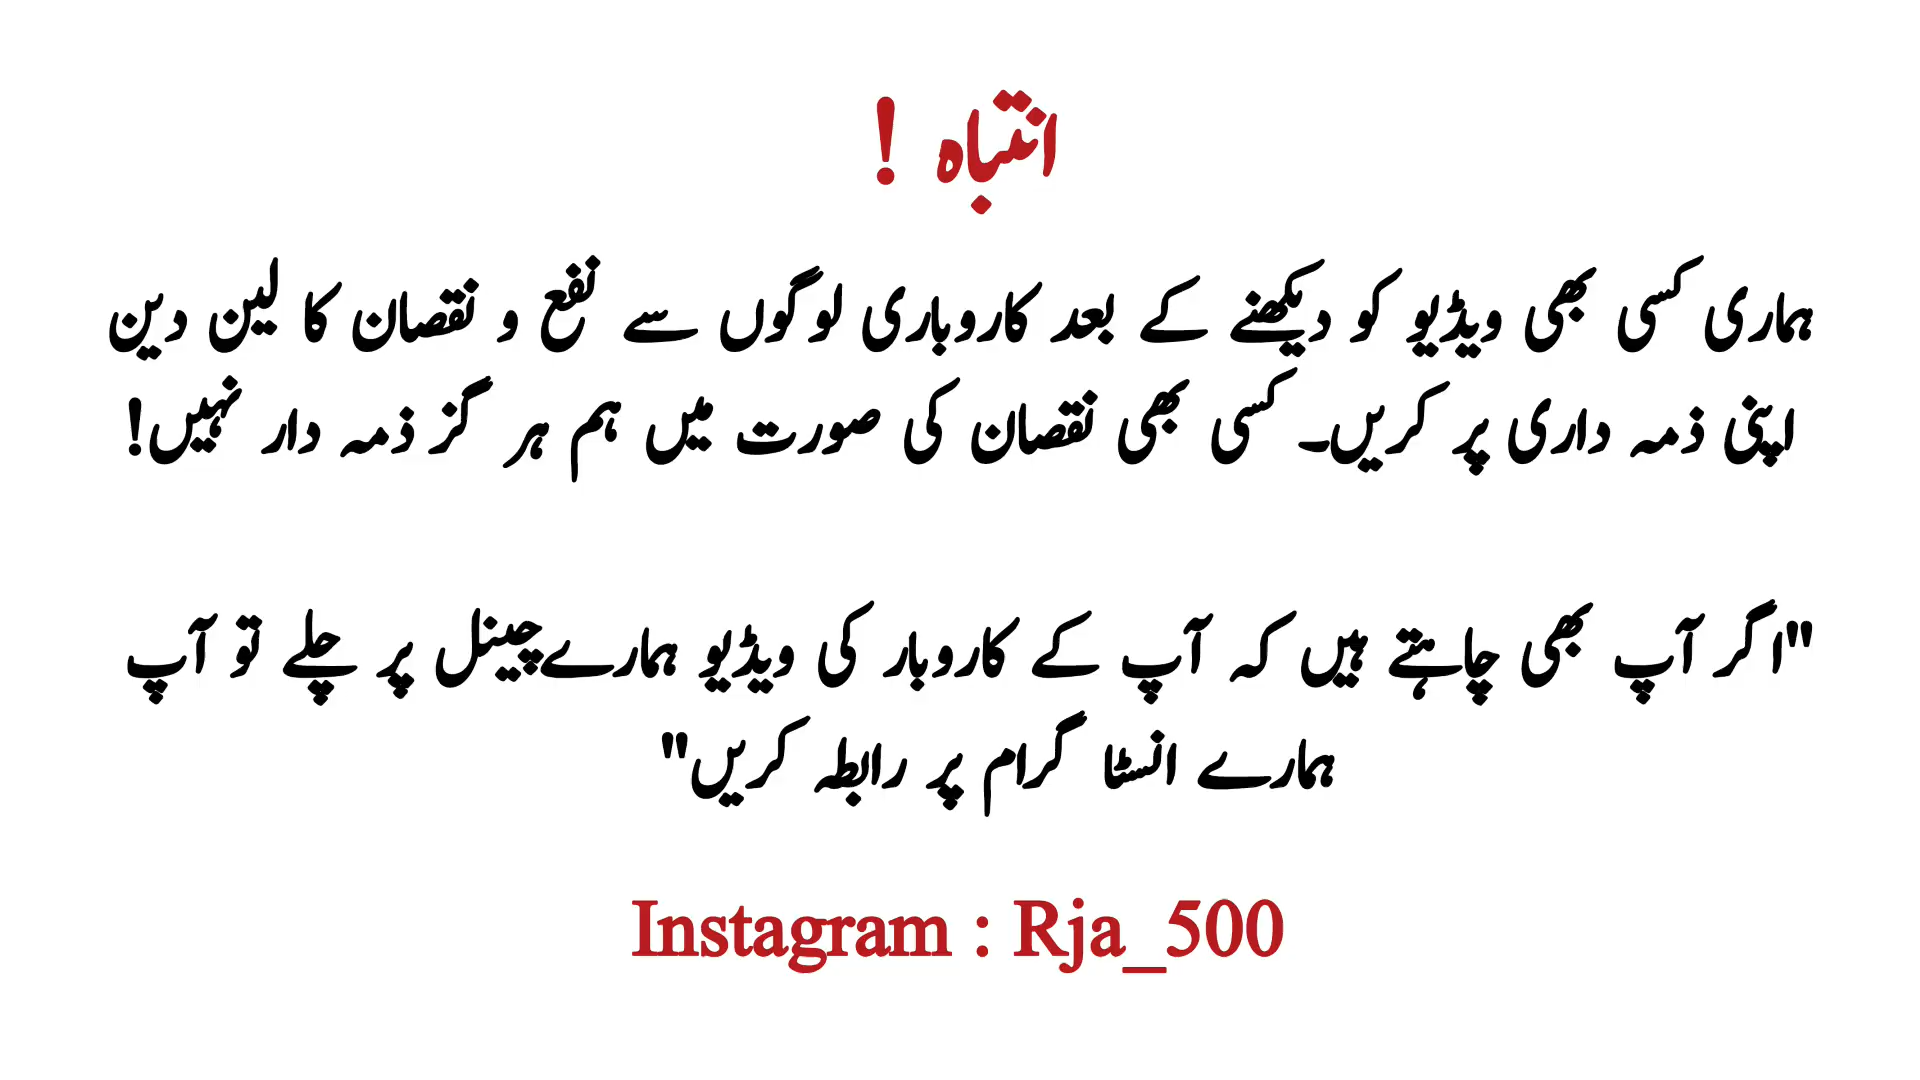 انتباہ !
ہماری کسی بھی ویڈیو کو دیکھنے کے بعد کاروباری لوگوں سے نفع و نقصان کا لین دین
اپنی ذمہ داری پر کریں۔ کسی بھی نقصان کی صورت میں ہم ہر گز ذمہ دار نہیں!
"اگر آپ بھی چاہتے ہیں کہ آپ کے کاروبار کی ویڈیو ہمارےچینل پر چلے تو آپ
ہمارے انسٹا گرام پر رابطہ کریں"
Instagram : Rja_500